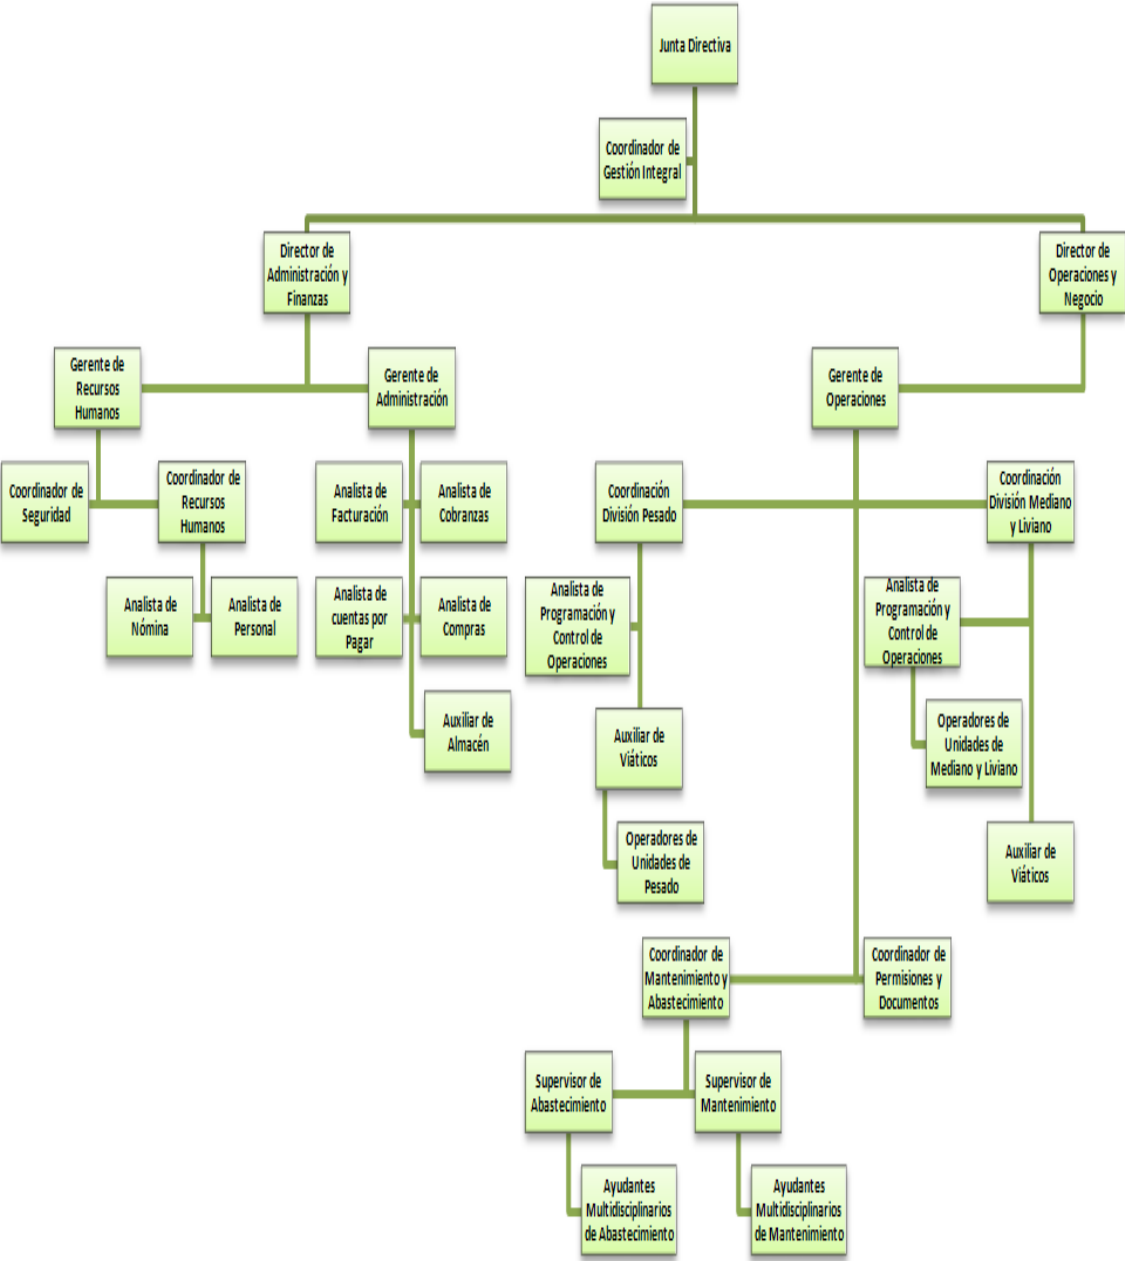 Junta Directiva
Coordinador de
Gestión Integral
Director de
Administración y
Finanzas
Director de
Operaciones y
Negocio
Gerente de
Recursos
Humanos
Gerente de
Administración
Gerente de
Operaciones
Coordinador de
Seguridad
Coordinador de
Recursos
Humanos
Analista de
Facturación
Analista de
Cobranzas
Coordinación
División Pesado
Coordinación
División Mediano
y Liviano
Analista de
Nómina
Analista de
Personal
Analista de
cuentas por
Pagar
Analista de
Compras
Analista de
Programación y
Control de
Operaciones
Analista de
Programación y
Control de
Operaciones
Auxiliar de
Almacén
Auxiliar de
Viáticos
Operadores de
Unidades de
Mediano y Liviano
Operadores de
Unidades de
Pesado
Auxiliar de
Viáticos
Coordinador de
Mantenimiento y
Abastecimiento
Coordinador de
Permisiones y
Documentos
Supervisor de
Abastecimiento
Supervisor de
Mantenimiento
Ayudantes
Multidisciplinarios
de Abastecimiento
Ayudantes
Multidisciplinarios
de Mantenimiento